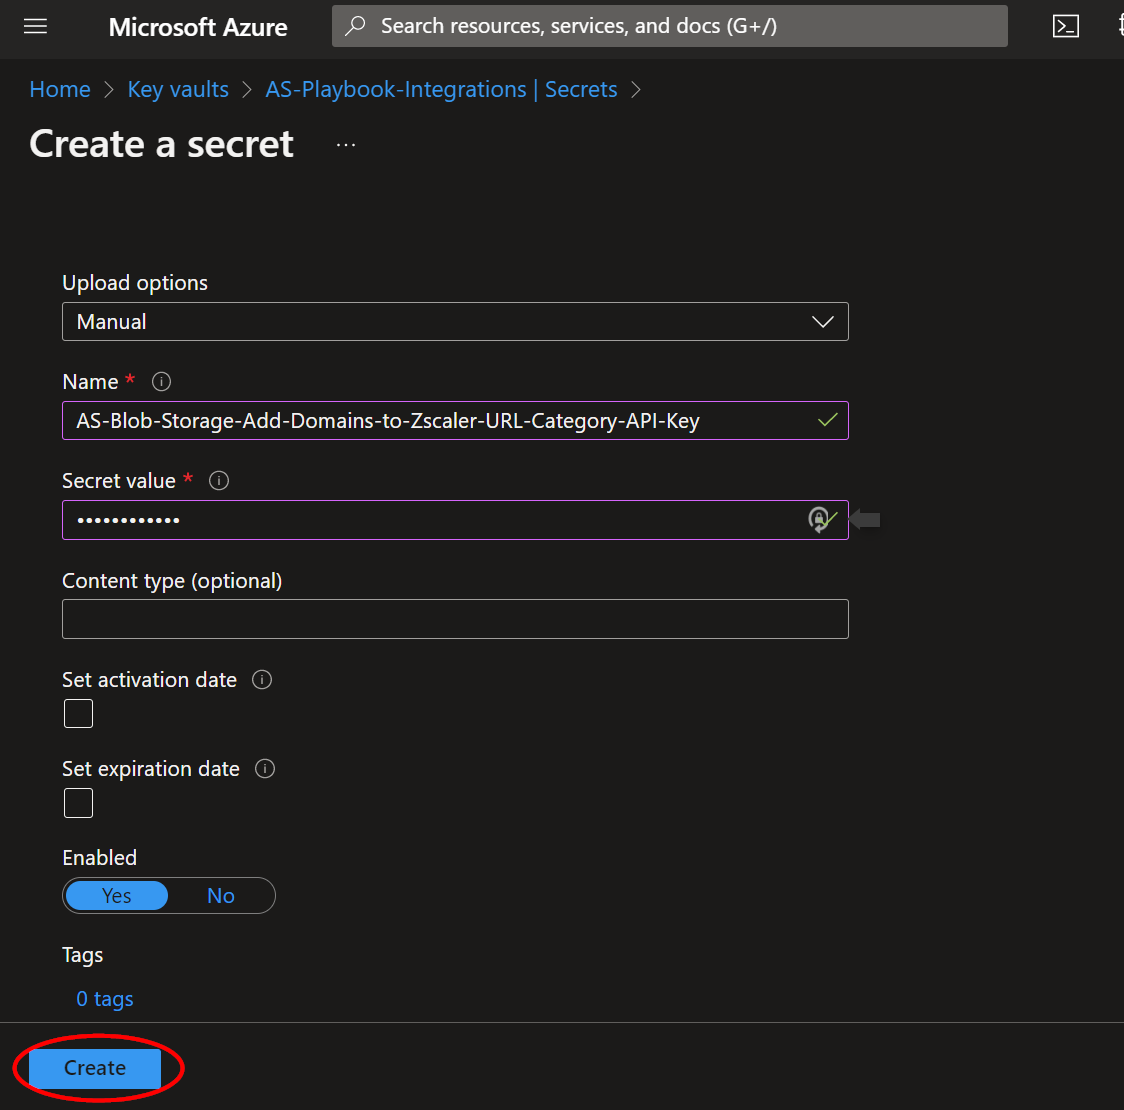 Microsoft Azure
Search resources, services, and docs (G+/)
Home > Key vaults > AS-Playbook-Integrations | Secrets >
Create a secret ...
Upload options
Manual
Name *
AS-Blob-Storage-Add-Domains-to-Zscaler-URL-Category-API-Key
Secret value *
••••••••••••
Content type (optional)
Set activation date
Set expiration date
Enabled
Yes No
Tags
0 tags
Create